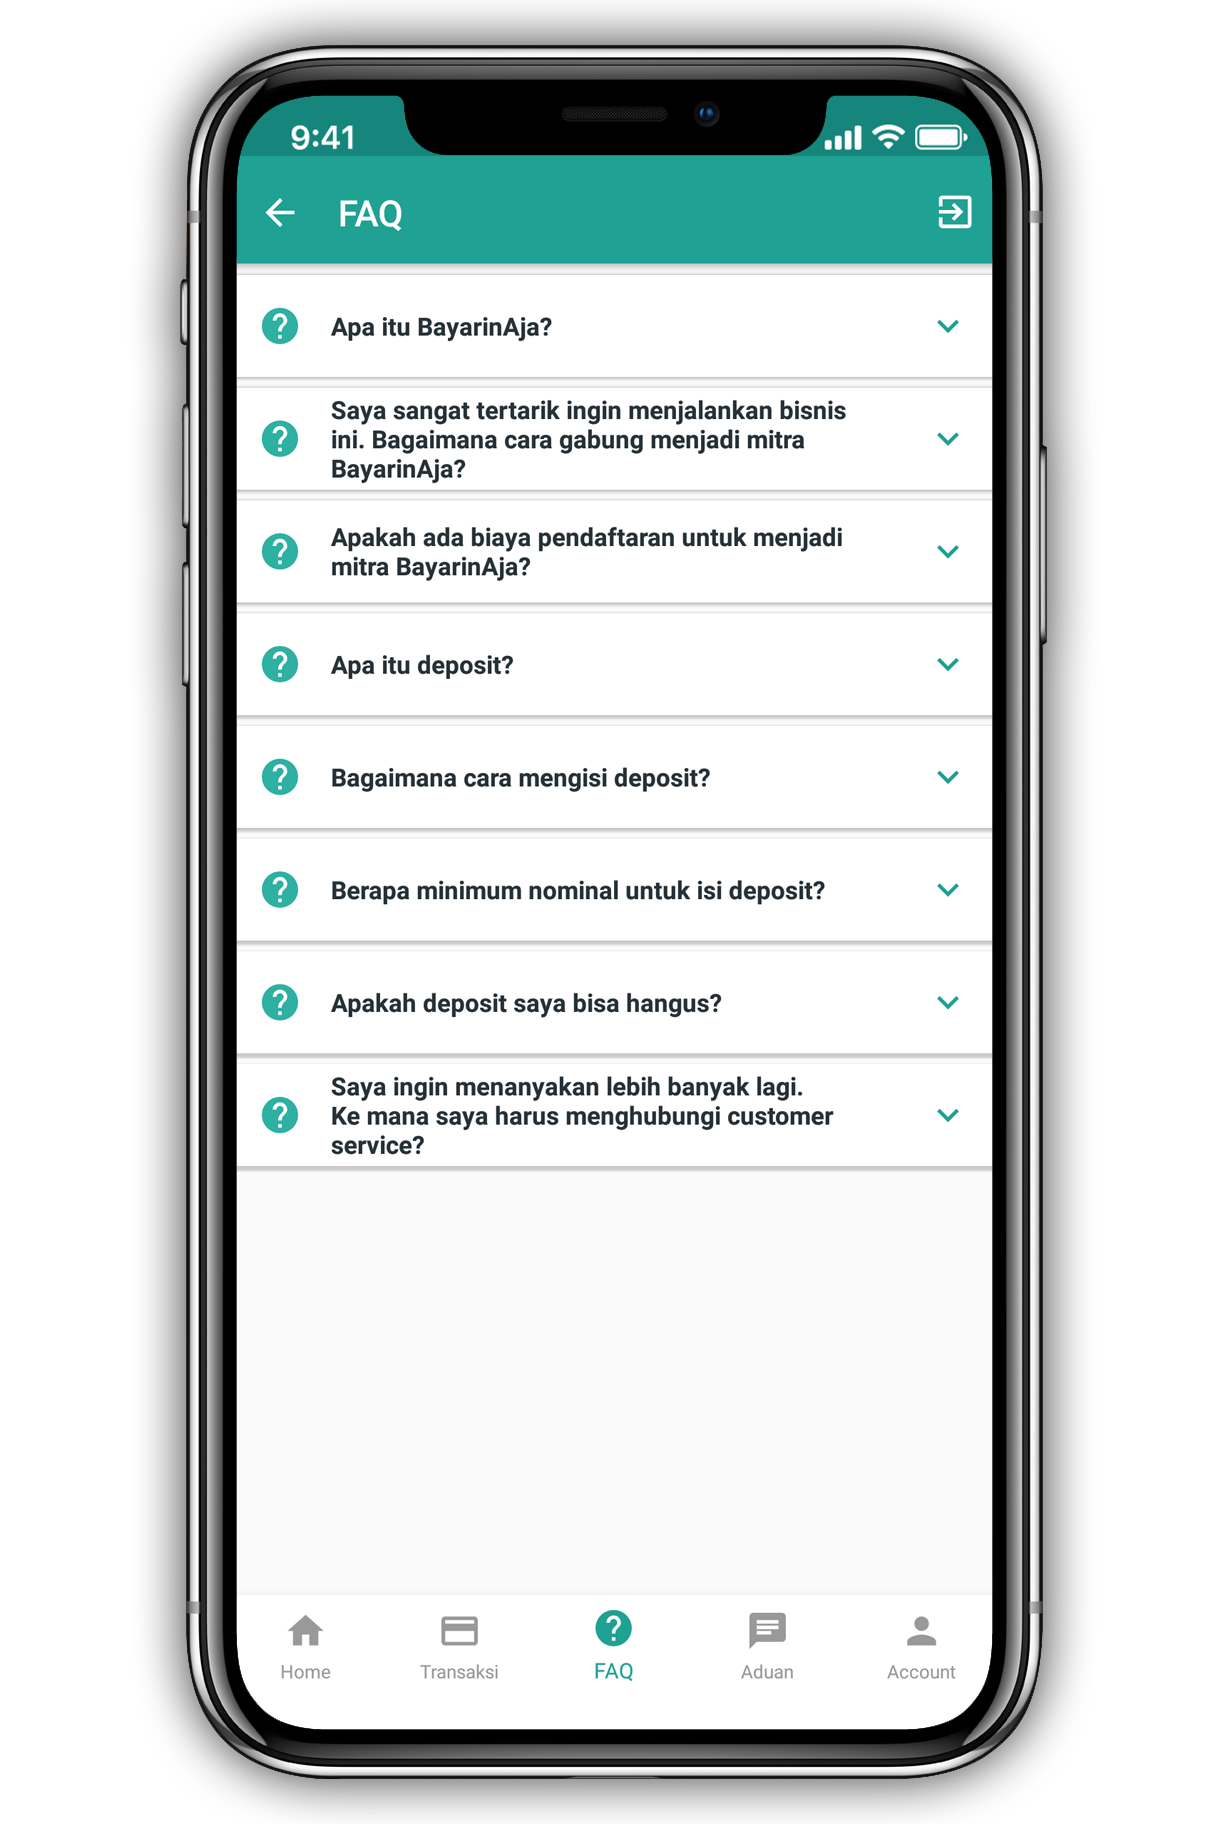 9:41
FAQ
Apa itu BayarinAja?
Saya sangat tertarik ingin menjalankan bisnis
ini. Bagaimana cara gabung menjadi mitra
BayarinAja?
Apakah ada biaya pendaftaran untuk menjadi
mitra BayarinAja?
Apa itu deposit?
Bagaimana cara mengisi deposit?
Berapa minimum nominal untuk isi deposit?
Apakah deposit saya bisa hangus?
Saya ingin menanyakan lebih banyak lagi.
Ke mana saya harus menghubungi customer
service?
Home Transaksi FAQ Aduan Account